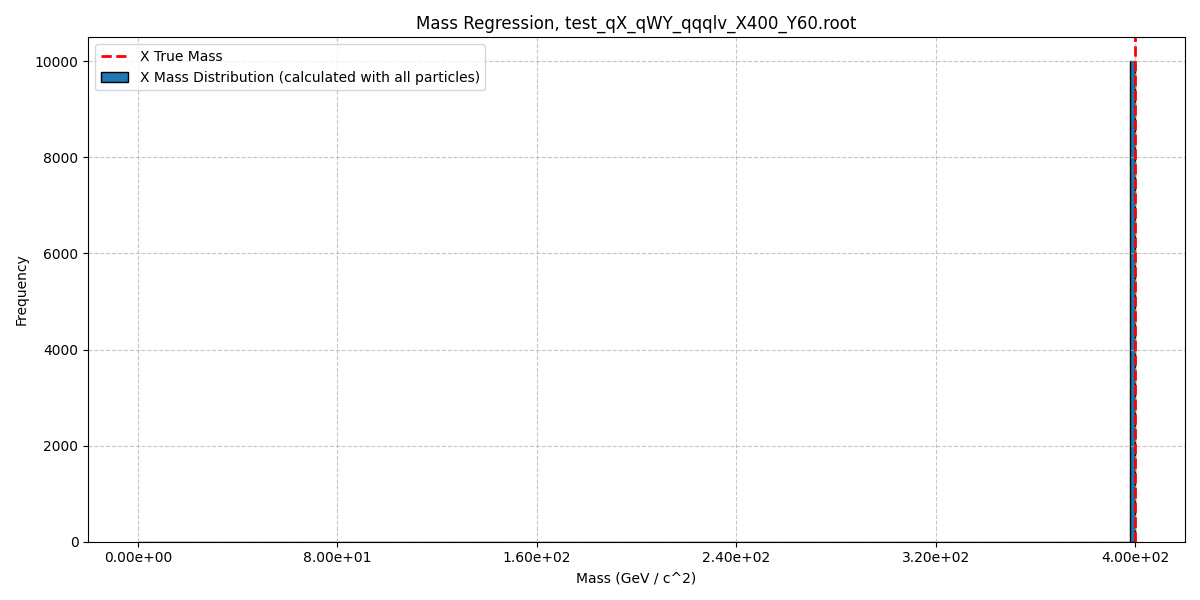 Mass Regression, test_qX_qWY_qqqlv_X400_Y60.root
X True Mass
X Mass Distribution (calculated with all particles)
Frequency
10000
8000
6000
4000
2000
0
0.00e+00 8.00e+01 1.60e+02 2.40e+02 3.20e+02 4.00e+02
Mass (GeV / c^2)